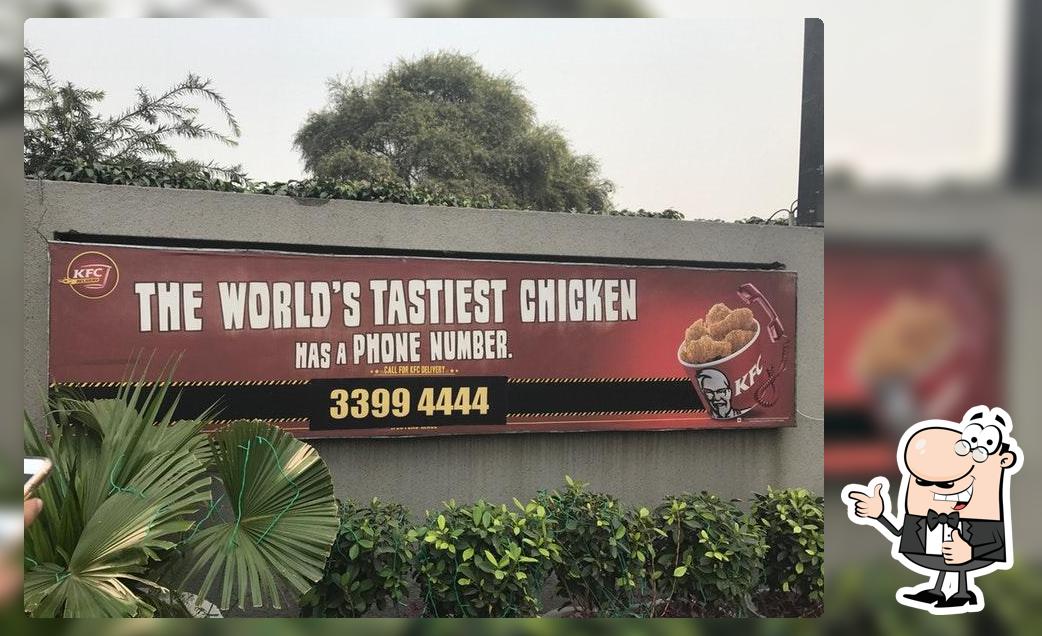 KFC
THE WORLD'S TASTIEST CHICKEN
HAS A PHONE NUMBER.
CALL FOR KFC DELIVERY
3399 4444
KFC